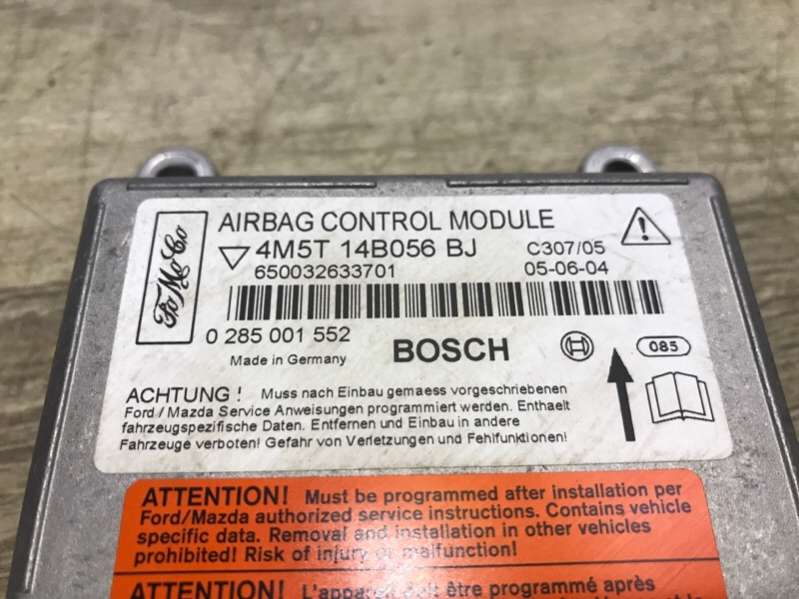 FoMoCo
AIRBAG CONTROL MODULE
4M5T 14B056 BJ
C307/05
650032633701
05-06-04
0 285 001 552
Made in Germany
BOSCH
085
ACHTUNG! Muss nach Einbau gemaess vorgeschriebenen
Ford/Mazda Service Anweisungen programmiert werden. Enthaelt
fahrzeugspezifische Daten. Entfernen und Einbau in andere
Fahrzeuge verboten! Gefahr von Verletzungen und Fehlfunktionen!
ATTENTION! Must be programmed after installation per
Ford/Mazda authorized service instructions. Contains vehicle
specific data. Removal and installation in other vehicles
prohibited! Risk of injury or malfunction!
ATTENTION! L'appareil doit être programmé après